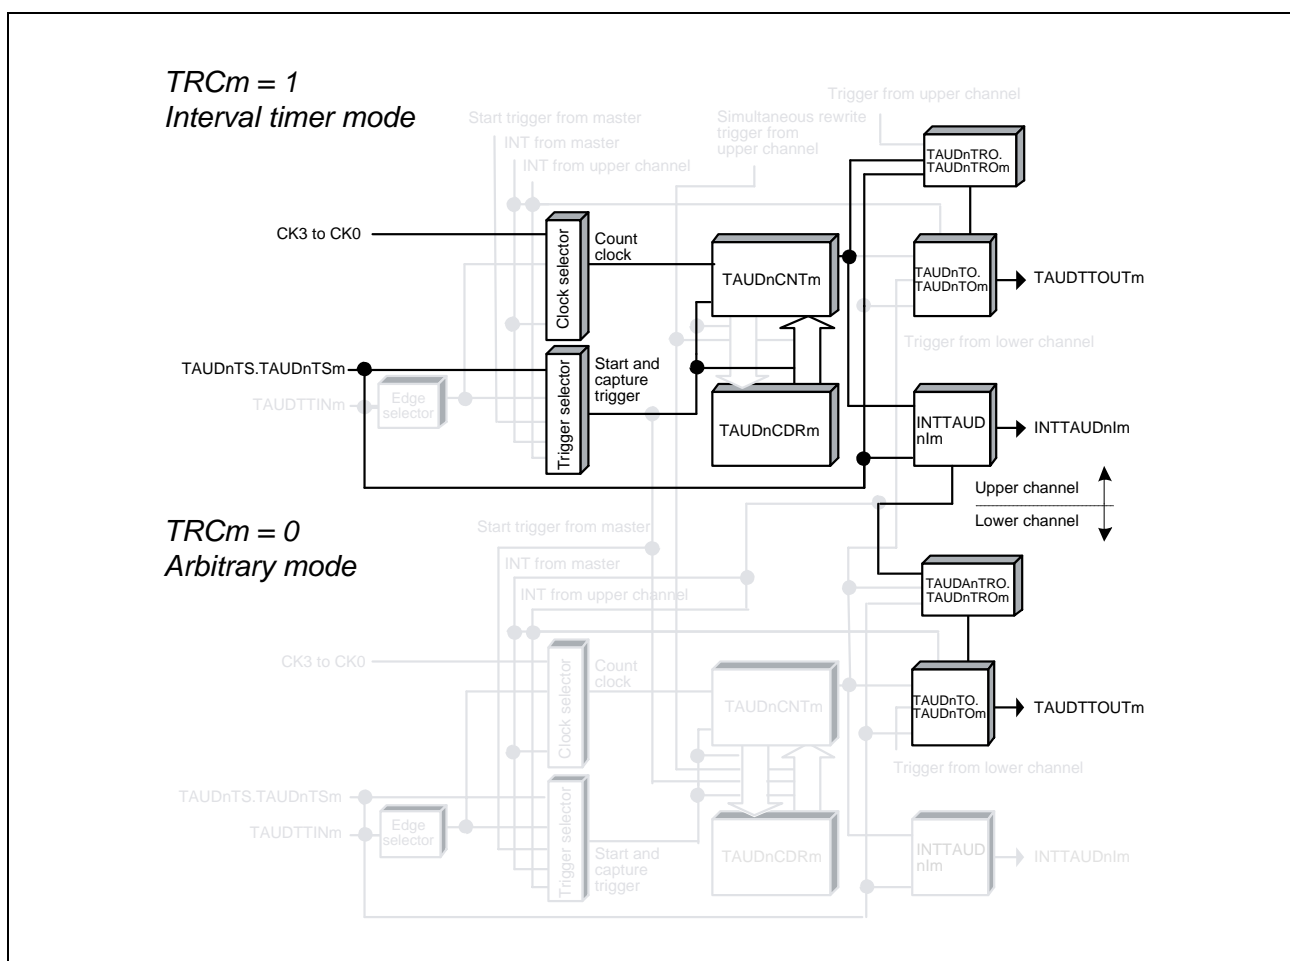 TRCm = 1
Interval timer mode
Trigger from upper channel
Start trigger from master
Simultaneous rewrite
trigger from
upper channel
INT from master
INT from upper channel
TAUDnTRO.
TAUDnTROm
CK3 to CK0
Clock selector
Count
clock
TAUDnCNTm
TAUDnTO.
TAUDnTOm
TAUDTTOUTm
Trigger from lower channel
TAUDnTS.TAUDnTSm
TAUDTTINm
Edge
selector
Trigger selector
Start and
capture
trigger
TAUDnCDRm
INTTAUD
nIm
INTTAUDnIm
Upper channel
Lower channel
TRCm = 0
Arbitrary mode
Start trigger from master
INT from master
INT from upper channel
TAUDAnTRO.
TAUDnTROm
CK3 to CK0
Clock selector
Count
clock
TAUDnCNTm
TAUDnTO.
TAUDnTOm
TAUDTTOUTm
Trigger from lower channel
TAUDnTS.TAUDnTSm
TAUDTTINm
Edge
selector
Trigger selector
Start and
capture
trigger
TAUDnCDRm
INTTAUD
nIm
INTTAUDnIm